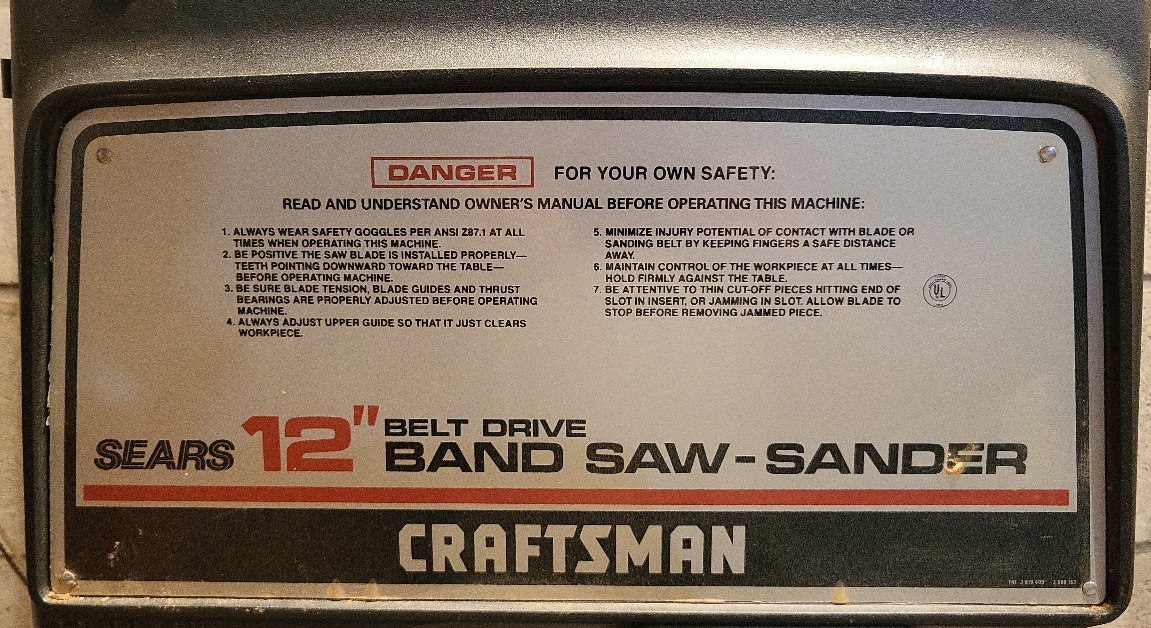 DANGER FOR YOUR OWN SAFETY:
READ AND UNDERSTAND OWNER'S MANUAL BEFORE OPERATING THIS MACHINE:
1. ALWAYS WEAR SAFETY GOGGLES PER ANSI Z87.1 AT ALL
TIMES WHEN OPERATING THIS MACHINE.
2. BE POSITIVE THE SAW BLADE IS INSTALLED PROPERLY—
TEETH POINTING DOWNWARD TOWARD THE TABLE—
BEFORE OPERATING MACHINE.
3. BE SURE BLADE TENSION, BLADE GUIDES AND THRUST
BEARINGS ARE PROPERLY ADJUSTED BEFORE OPERATING
MACHINE.
4. ALWAYS ADJUST UPPER GUIDE SO THAT IT JUST CLEARS
WORKPIECE.
5. MINIMIZE INJURY POTENTIAL OF CONTACT WITH BLADE OR
SANDING BELT BY KEEPING FINGERS A SAFE DISTANCE
AWAY.
6. MAINTAIN CONTROL OF THE WORKPIECE AT ALL TIMES—
HOLD FIRMLY AGAINST THE TABLE.
7. BE ATTENTIVE TO THIN CUT-OFF PIECES HITTING END OF
SLOT IN INSERT, OR JAMMING IN SLOT. ALLOW BLADE TO
STOP BEFORE REMOVING JAMMED PIECE.
UL
SEARS 12" BELT DRIVE
BAND SAW-SANDER
CRAFTSMAN